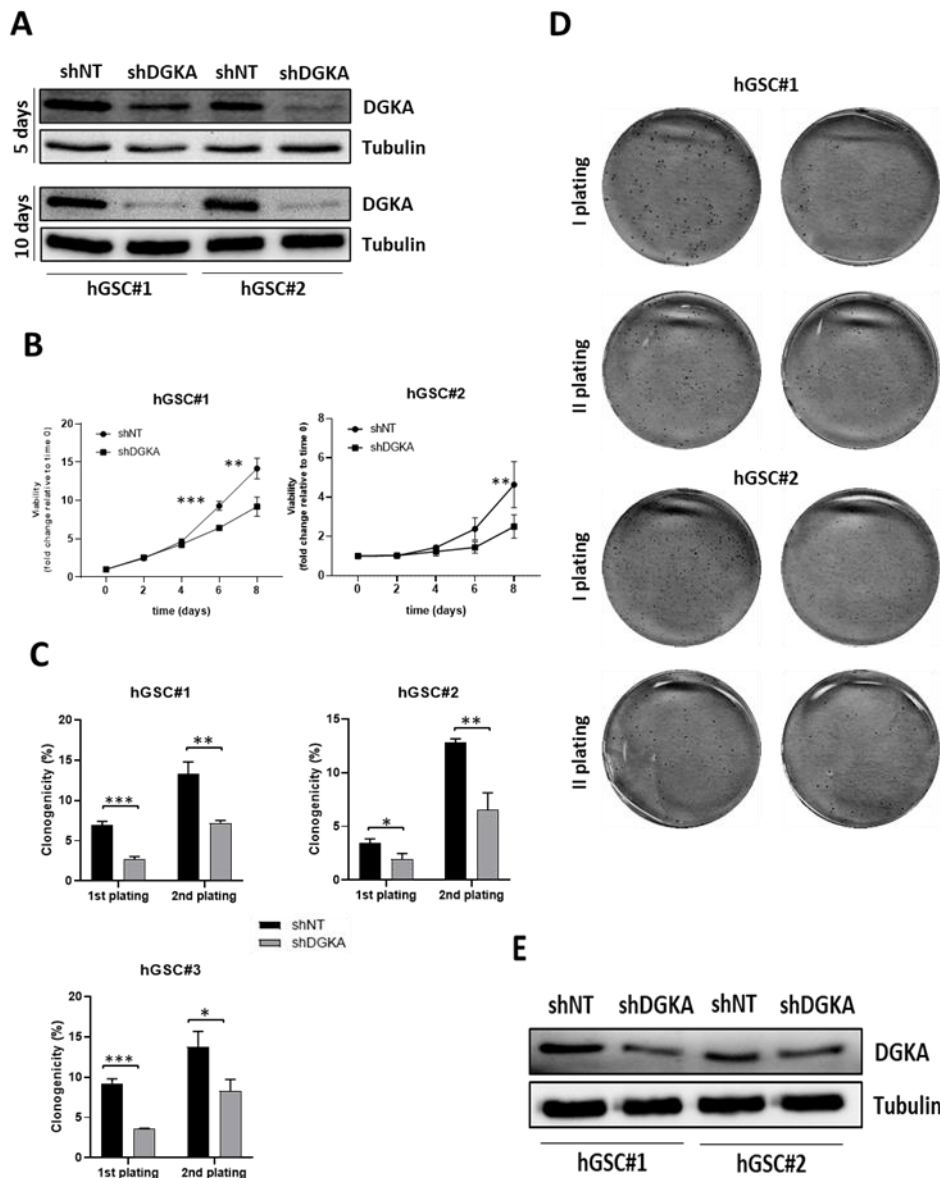 A
shNT shDGKA shNT shDGKA
5 days
DGKA
Tubulin
10 days
DGKA
Tubulin
hGSC#1 hGSC#2
B
hGSC#1
Viability
(fold change relative to time 0)
20
15
10
5
0
shNT
shDGKA
***
**
0 2 4 6 8
time (days)
hGSC#2
Viability
(fold change relative to time 0)
8
6
4
2
0
shNT
shDGKA
**
0 2 4 6 8
time (days)
C
hGSC#1
Clonogenicity (%)
20
15
10
5
0
***
**
1st plating 2nd plating
hGSC#2
Clonogenicity (%)
15
10
5
0
*
**
1st plating 2nd plating
shNT
shDGKA
hGSC#3
Clonogenicity (%)
20
15
10
5
0
***
*
1st plating 2nd plating
D
hGSC#1
I plating
II plating
hGSC#2
I plating
II plating
E
shNT shDGKA shNT shDGKA
DGKA
Tubulin
hGSC#1 hGSC#2